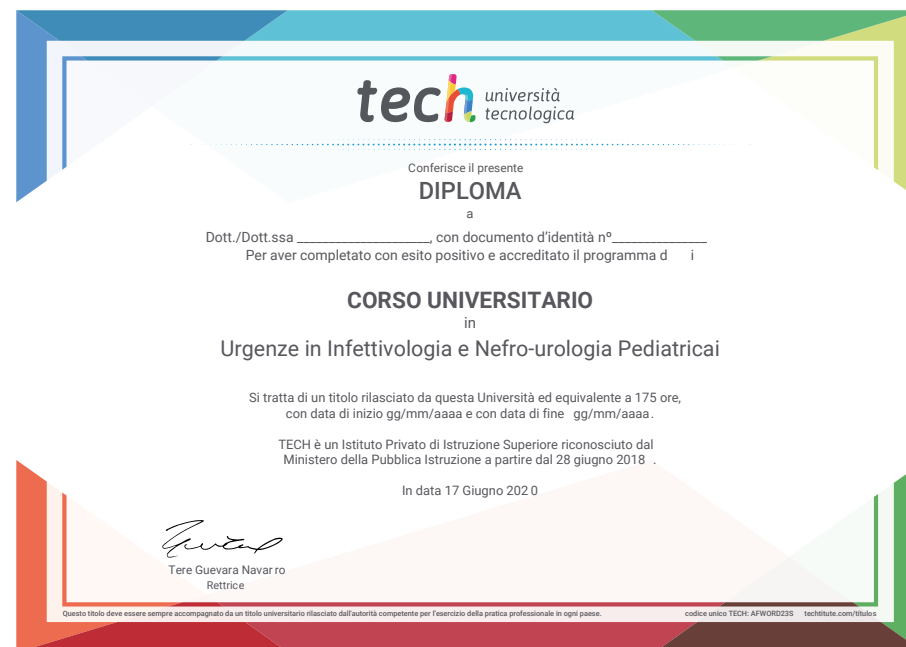 tech università
tecnologica
Conferisce il presente
DIPLOMA
a
Dott./Dott.ssa ____________________, con documento d'identità nº______________
Per aver completato con esito positivo e accreditato il programma d i
CORSO UNIVERSITARIO
in
Urgenze in Infettivologia e Nefro-urologia Pediatricai
Si tratta di un titolo rilasciato da questa Università ed equivalente a 175 ore,
con data di inizio gg/mm/aaaa e con data di fine gg/mm/aaaa.
TECH è un Istituto Privato di Istruzione Superiore riconosciuto dal
Ministero della Pubblica Istruzione a partire dal 28 giugno 2018 .
In data 17 Giugno 2020
Tere Guevara Navarro
Rettrice
Questo titolo deve essere sempre accompagnato da un titolo universitario rilasciato dall'autorità competente per l'esercizio della pratica professionale in ogni paese. codice unico TECH: AFWORD23S techtitute.com/títulos